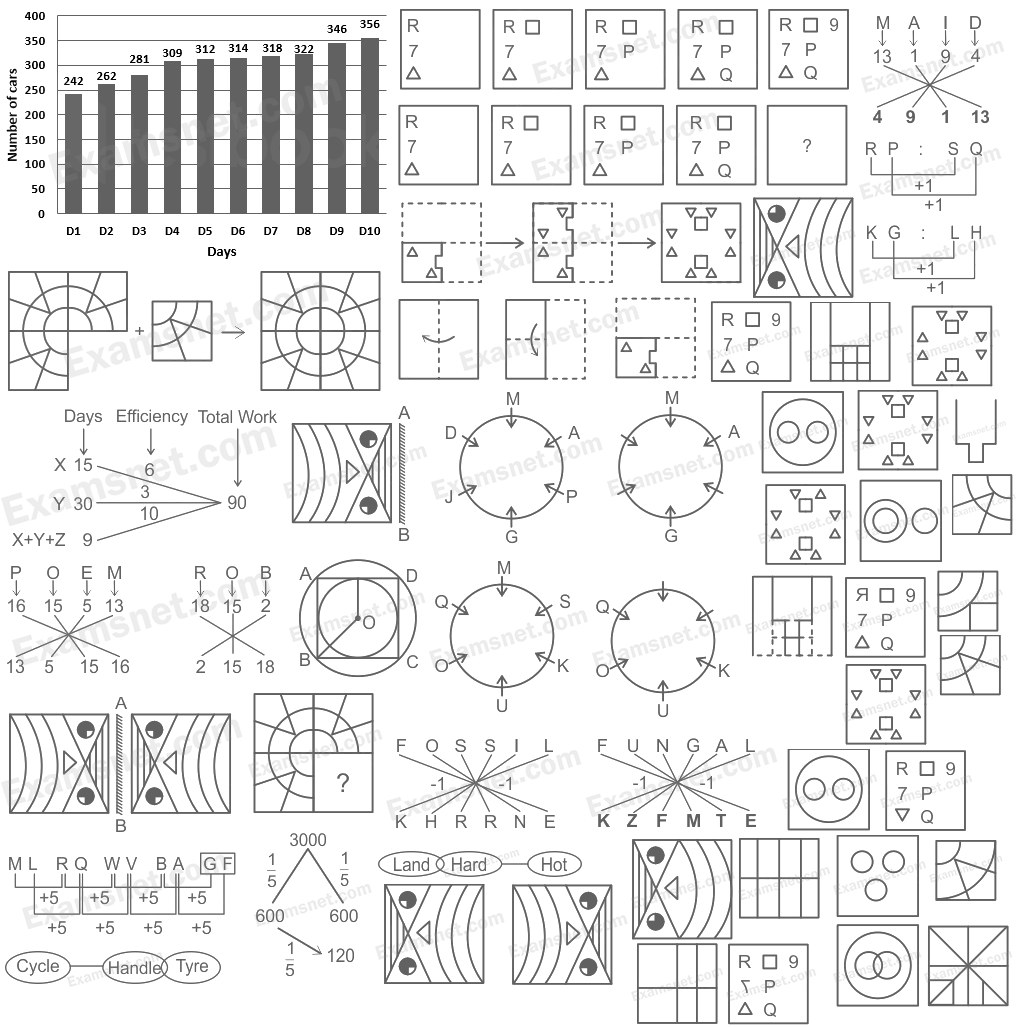 400
350
300
250
200
150
100
50
0
Number of cars
242 262 281 309 312 314 318 322 346 356
D1 D2 D3 D4 D5 D6 D7 D8 D9 D10
Days
R
7
R
7
R
7 P
R
7 P
Q
R 9
7 P
Q
M A I D
13 1 9 4
4 9 1 13
R
7
R
7
R
7 P
R
7 P
Q
?
R P : S Q
+1
+1
K G : L H
+1
+1
+
R 9
7 P
Q
Days Efficiency Total Work
X 15 6
Y 30 3 90
10
X+Y+Z 9
A
B
M
D A
J P
G
M
A
G
P O E M
16 15 5 13
13 5 15 16
R O B
18 15 2
2 15 18
A D
O
B C
M
Q S
O K
U
Q
O K
U
Я 9
7 P
Q
A
B
?
F O S S I L
-1 -1
K H R R N E
F U N G A L
-1 -1
K Z F M T E
R 9
7 P
Q
M L R Q W V B A G F
+5 +5 +5 +5
+5 +5 +5 +5
3000
1/5 1/5
600 600
1/5 120
Land Hard Hot
Cycle Handle Tyre
R 9
P
Q
Examsnet.com